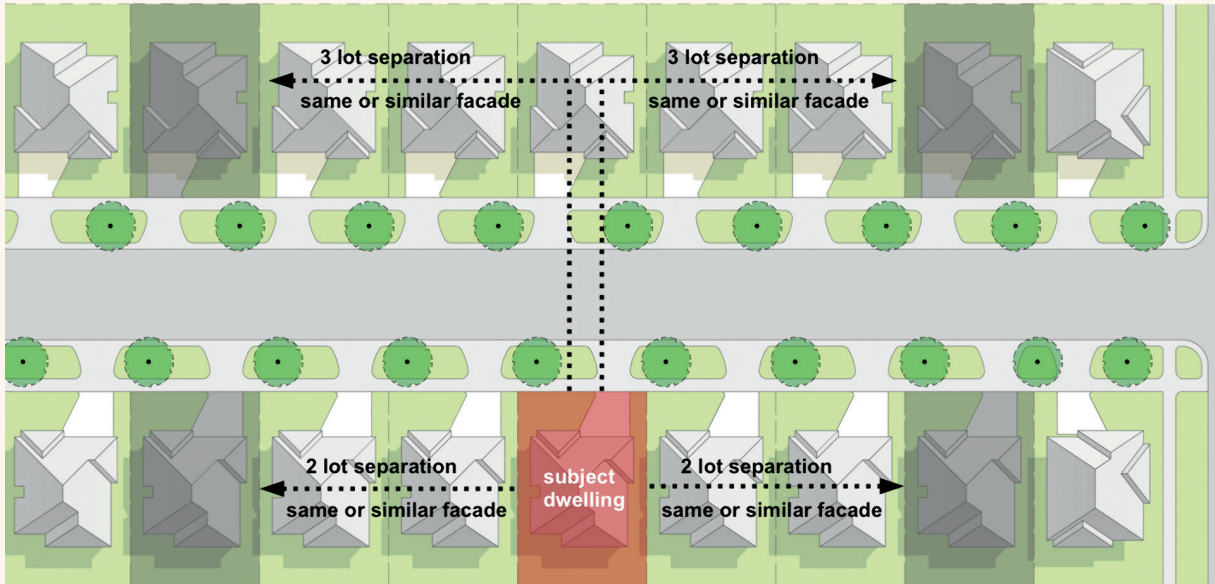 3 lot separation
same or similar facade
3 lot separation
same or similar facade
2 lot separation
same or similar facade
subject
dwelling
2 lot separation
same or similar facade